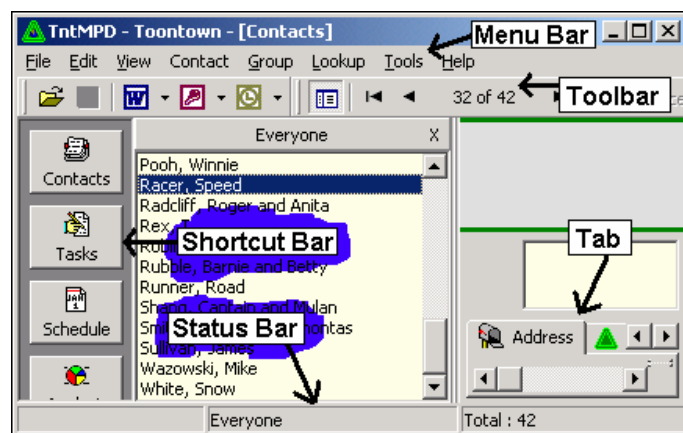 TntMPD - Toontown - [Contacts]
Menu Bar
File Edit View Contact Group Lookup Tools Help
32 of 42
Toolbar
Everyone X
Contacts
Pooh, Winnie
Racer, Speed
Radcliff, Roger and Anita
Rex,
Tasks
Shortcut Bar
Tab
Rubble, Barnie and Betty
Runner, Road
Schedule
Shang, Captain and Mulan
Status Bar
Address
Sullivan, James
Wazowski, Mike
White, Snow
Everyone
Total : 42